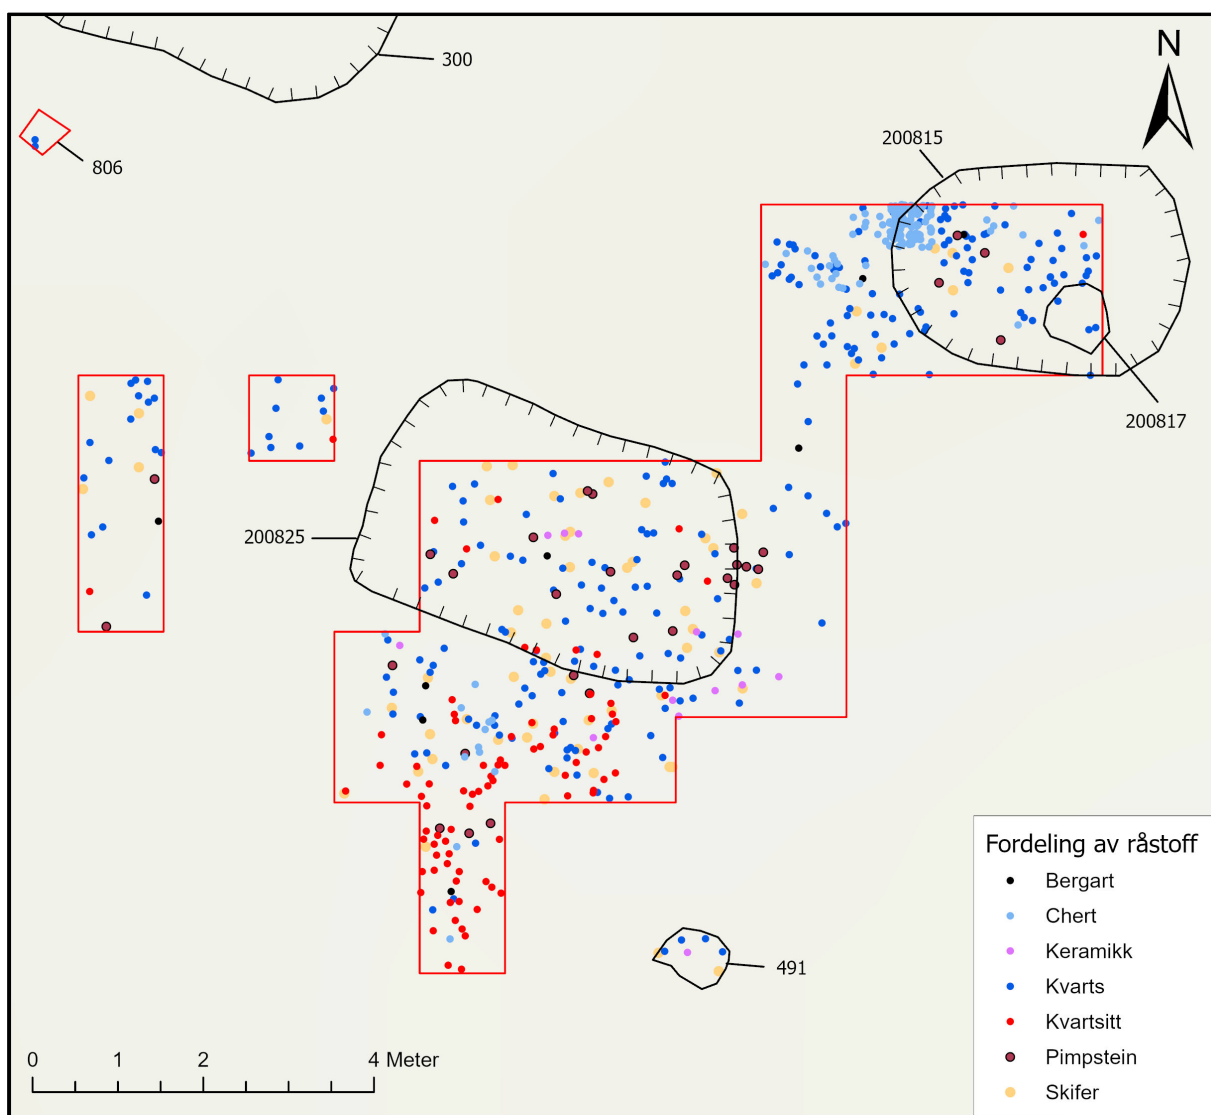 N
300
806
200815
200817
200825
491
0 1 2 4 Meter
Fordeling av råstoff
Bergart
Chert
Keramikk
Kvarts
Kvartsitt
Pimpstein
Skifer